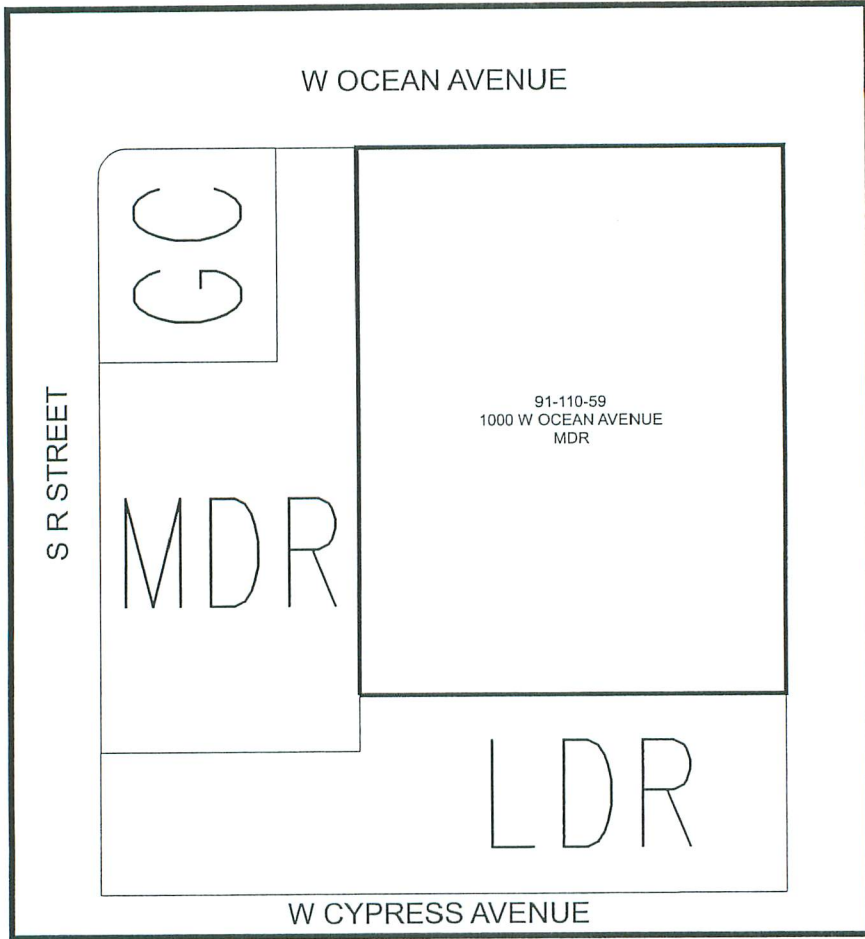 W OCEAN AVENUE
GC
S R STREET
91-110-59
1000 W OCEAN AVENUE
MDR
MDR
LDR
W CYPRESS AVENUE